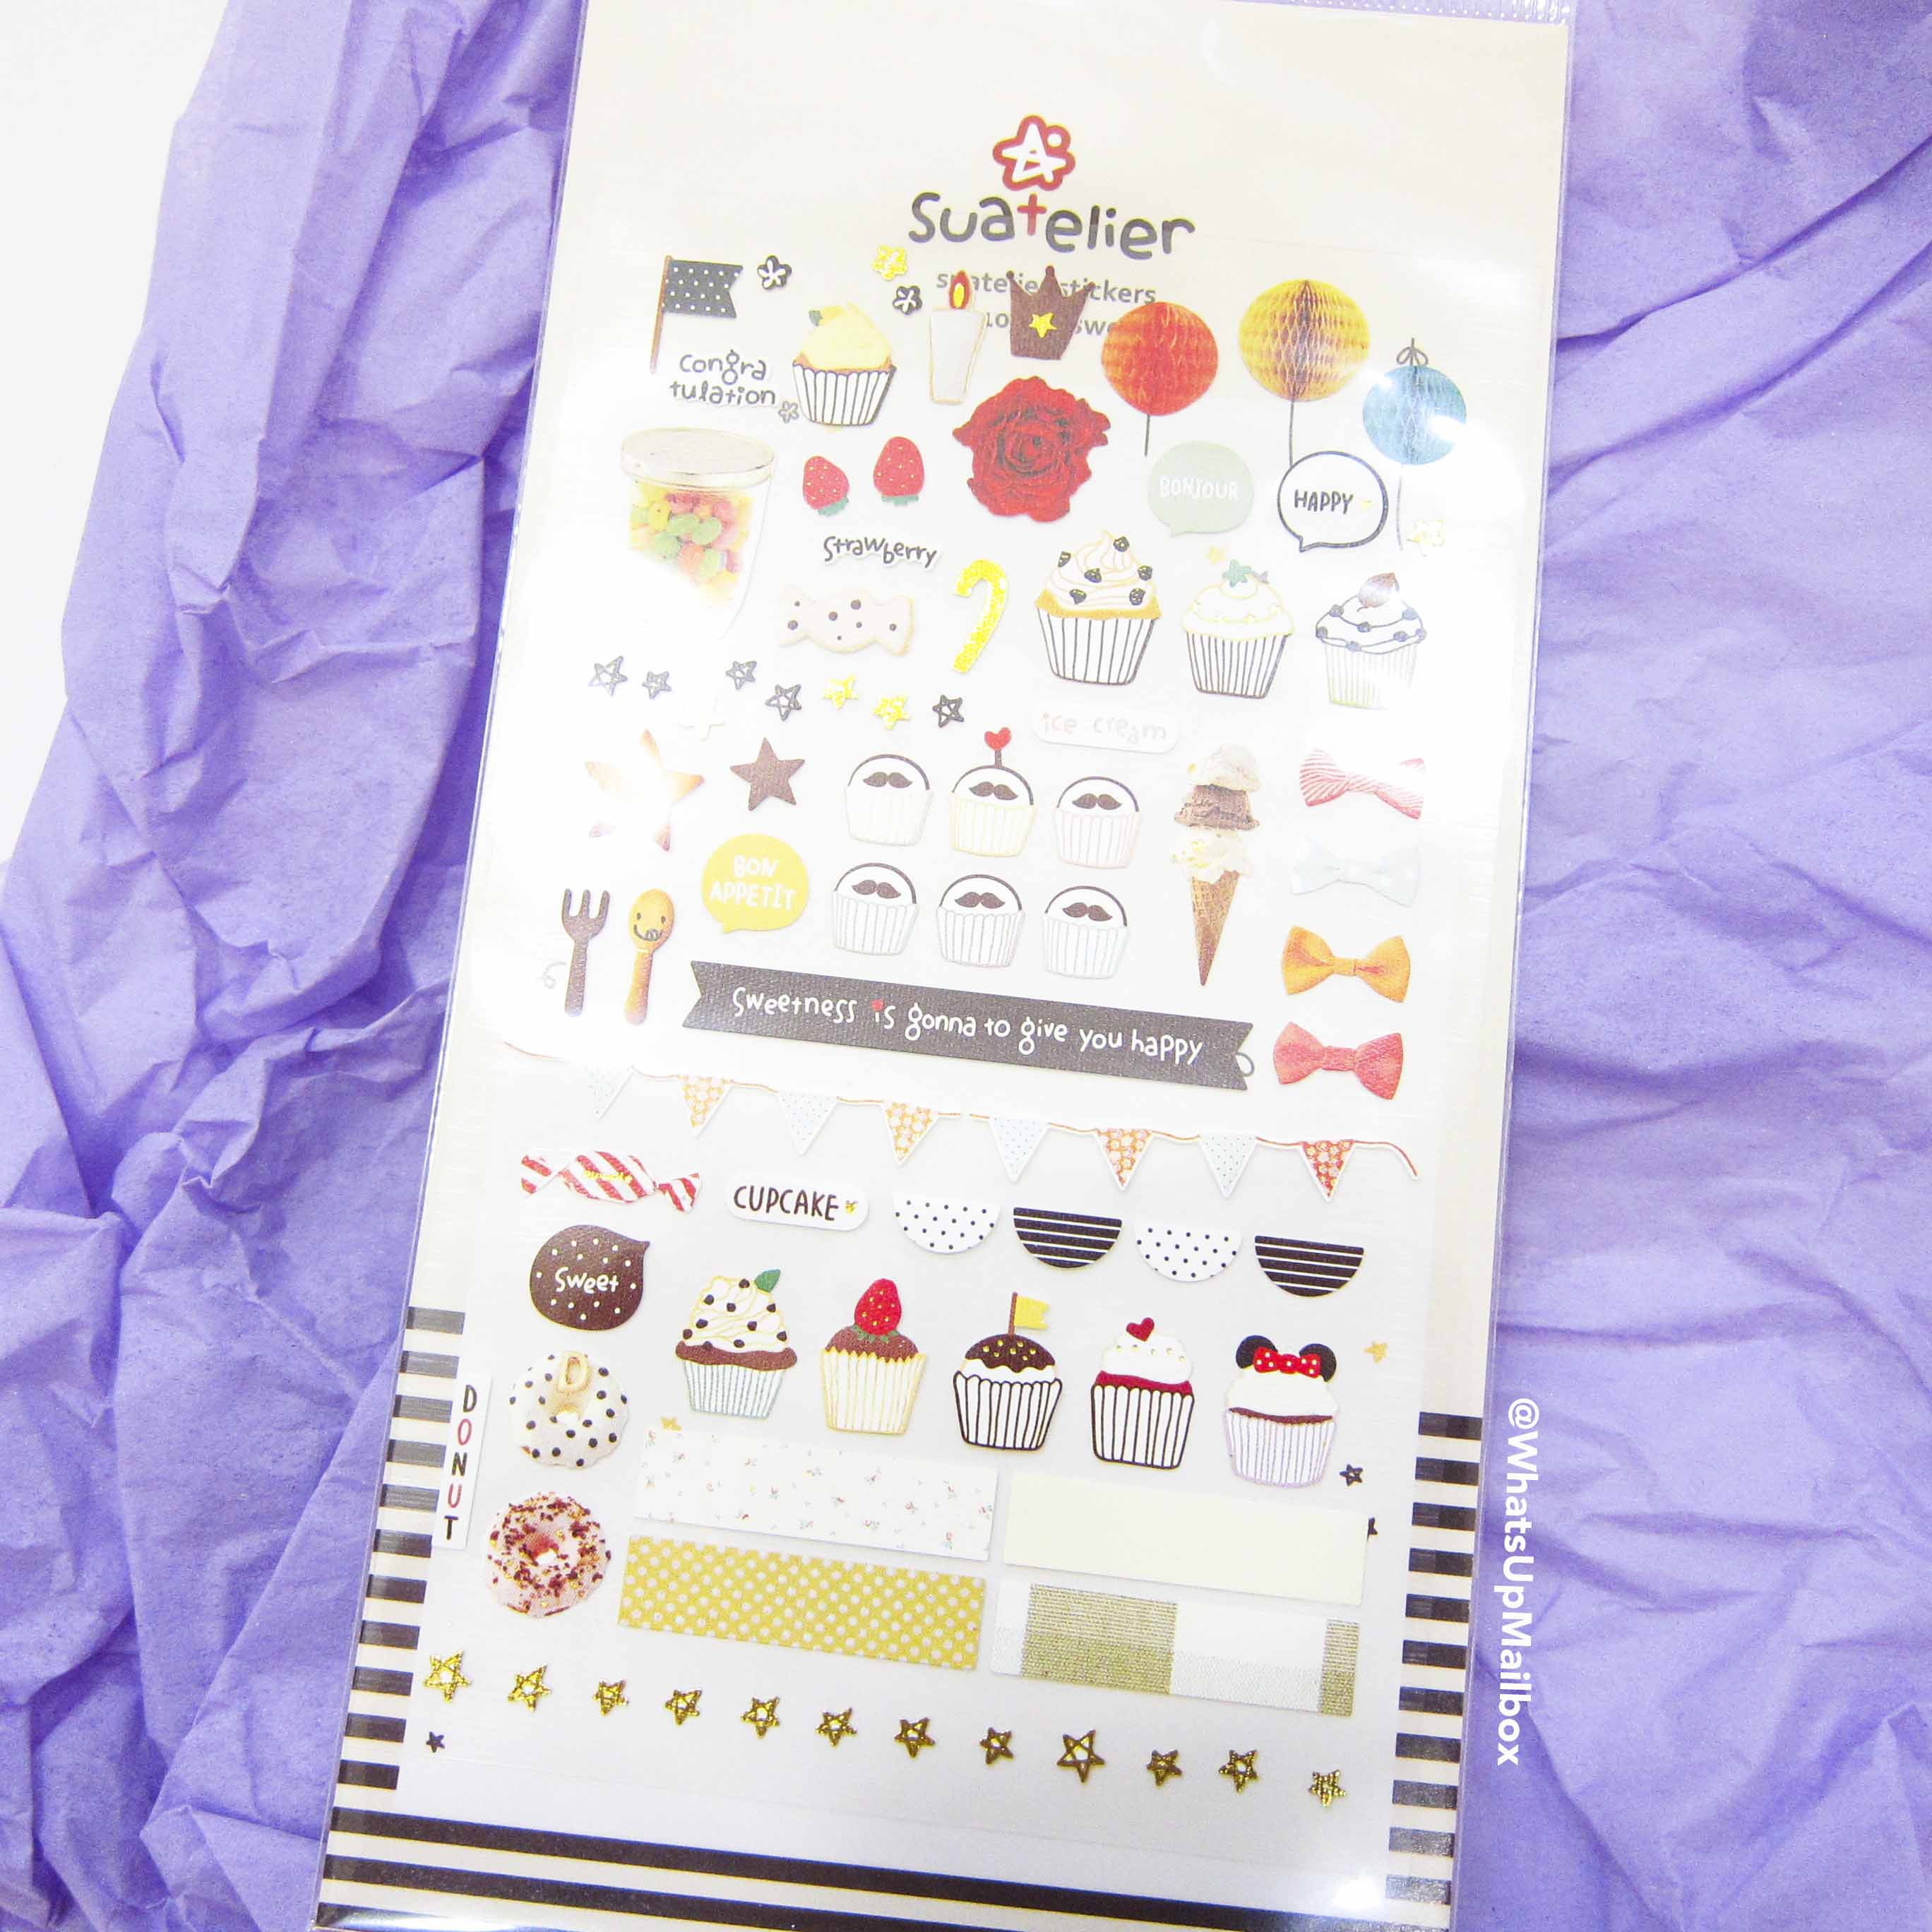 Suatelier
stickers
congra
tulation
BONJOUR
HAPPY
strawberry
ice cream
BON
APPETIT
Sweetness is gonna to give you happy
CUPCAKE
Sweet
D
DONUT
@WhatsUpMailbox